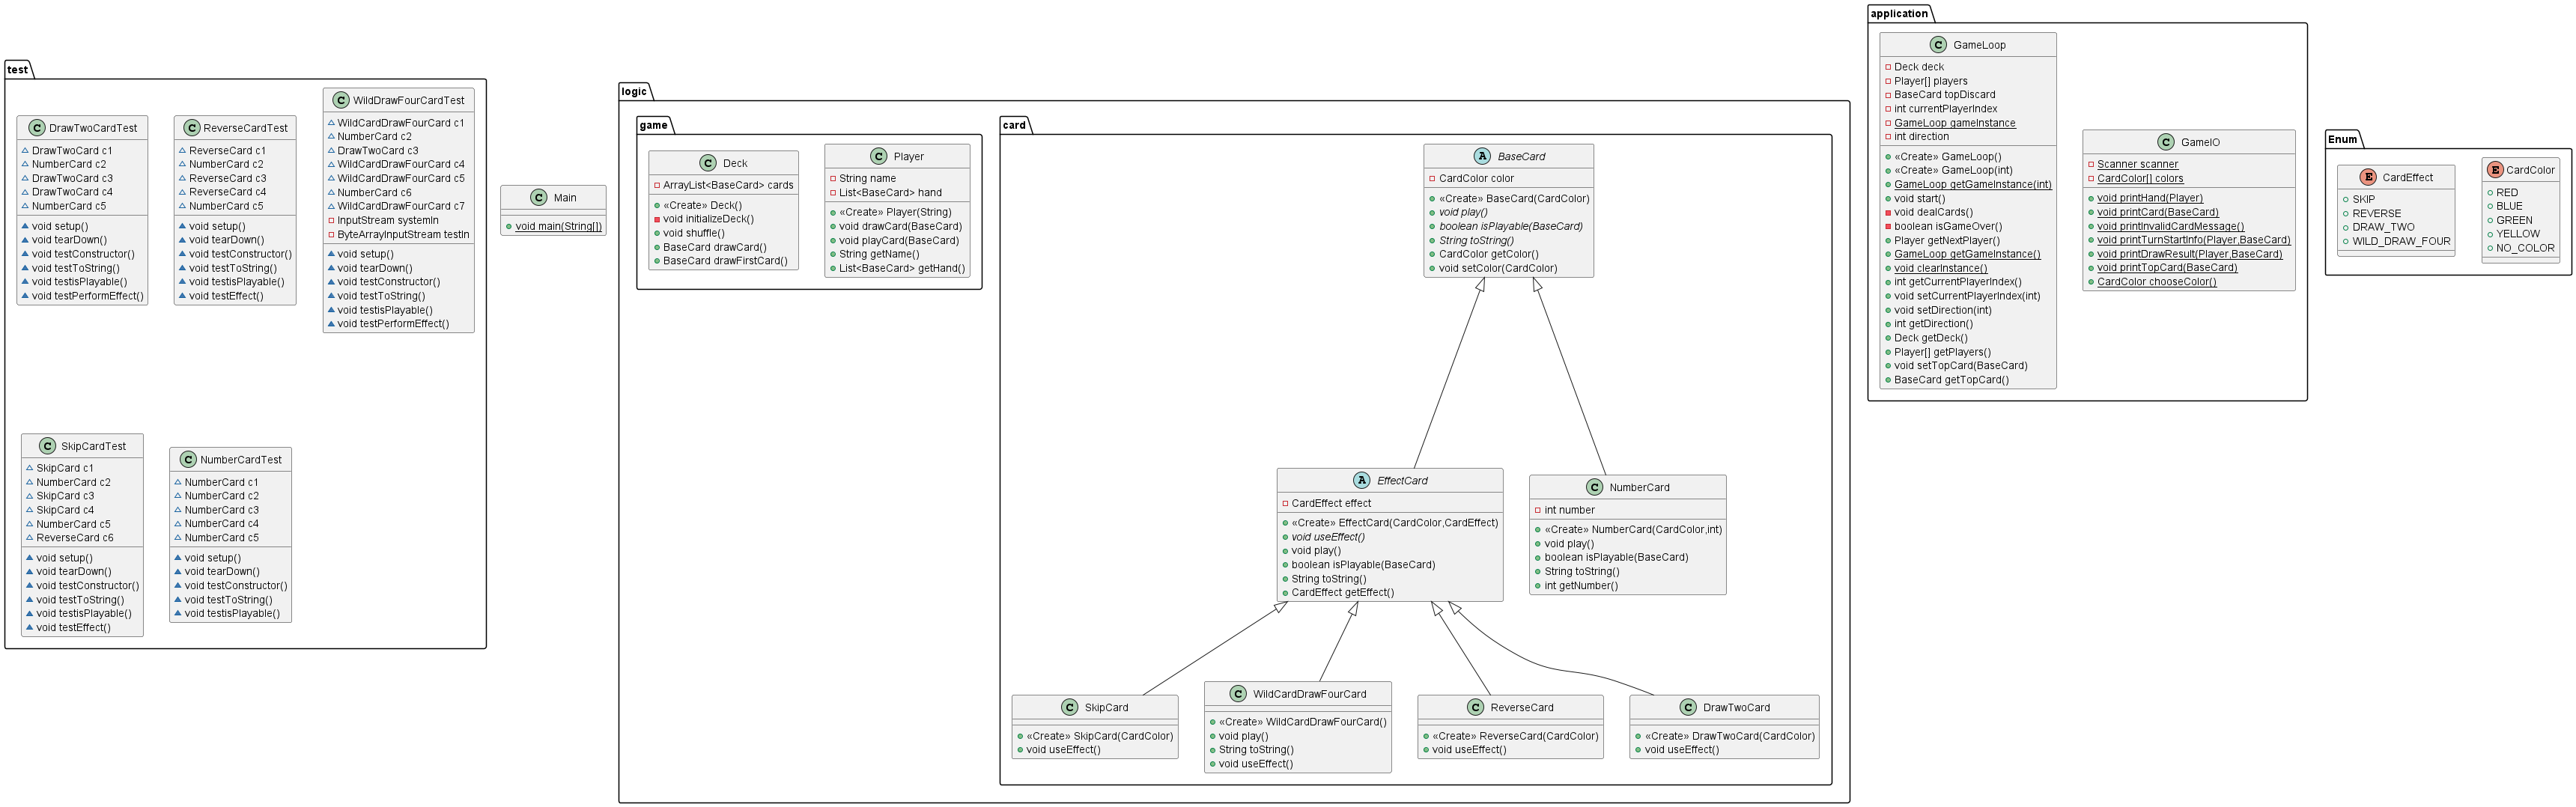 test
C DrawTwoCardTest
DrawTwoCard c1
NumberCard c2
DrawTwoCard c3
DrawTwoCard c4
NumberCard c5
void setup()
void tearDown()
void testConstructor()
void testToString()
void testisPlayable()
void testPerformEffect()
C ReverseCardTest
ReverseCard c1
NumberCard c2
ReverseCard c3
ReverseCard c4
NumberCard c5
void setup()
void tearDown()
void testConstructor()
void testToString()
void testisPlayable()
void testEffect()
C WildDrawFourCardTest
WildCardDrawFourCard c1
NumberCard c2
DrawTwoCard c3
WildCardDrawFourCard c4
WildCardDrawFourCard c5
NumberCard c6
WildCardDrawFourCard c7
InputStream systemIn
ByteArrayInputStream testIn
void setup()
void tearDown()
void testConstructor()
void testToString()
void testisPlayable()
void testPerformEffect()
C SkipCardTest
SkipCard c1
NumberCard c2
SkipCard c3
SkipCard c4
NumberCard c5
ReverseCard c6
void setup()
void tearDown()
void testConstructor()
void testToString()
void testisPlayable()
void testEffect()
C NumberCardTest
NumberCard c1
NumberCard c2
NumberCard c3
NumberCard c4
NumberCard c5
void setup()
void tearDown()
void testConstructor()
void testToString()
void testisPlayable()
C Main
void main(String[])
logic
game
C Deck
ArrayList<BaseCard> cards
«Create» Deck()
void initializeDeck()
void shuffle()
BaseCard drawCard()
BaseCard drawFirstCard()
C Player
String name
List<BaseCard> hand
«Create» Player(String)
void drawCard(BaseCard)
void playCard(BaseCard)
String getName()
List<BaseCard> getHand()
card
A BaseCard
CardColor color
«Create» BaseCard(CardColor)
void play()
boolean isPlayable(BaseCard)
String toString()
CardColor getColor()
void setColor(CardColor)
A EffectCard
CardEffect effect
«Create» EffectCard(CardColor,CardEffect)
void useEffect()
void play()
boolean isPlayable(BaseCard)
String toString()
CardEffect getEffect()
C NumberCard
int number
«Create» NumberCard(CardColor,int)
void play()
boolean isPlayable(BaseCard)
String toString()
int getNumber()
C SkipCard
«Create» SkipCard(CardColor)
void useEffect()
C WildCardDrawFourCard
«Create» WildCardDrawFourCard()
void play()
String toString()
void useEffect()
C ReverseCard
«Create» ReverseCard(CardColor)
void useEffect()
C DrawTwoCard
«Create» DrawTwoCard(CardColor)
void useEffect()
application
C GameLoop
Deck deck
Player[] players
BaseCard topDiscard
int currentPlayerIndex
GameLoop gameInstance
int direction
«Create» GameLoop()
«Create» GameLoop(int)
GameLoop getGameInstance(int)
void start()
void dealCards()
boolean isGameOver()
Player getNextPlayer()
GameLoop getGameInstance()
void clearInstance()
int getCurrentPlayerIndex()
void setCurrentPlayerIndex(int)
void setDirection(int)
int getDirection()
Deck getDeck()
Player[] getPlayers()
void setTopCard(BaseCard)
BaseCard getTopCard()
C GameIO
Scanner scanner
CardColor[] colors
void printHand(Player)
void printCard(BaseCard)
void printInvalidCardMessage()
void printTurnStartInfo(Player,BaseCard)
void printDrawResult(Player,BaseCard)
void printTopCard(BaseCard)
CardColor chooseColor()
Enum
E CardEffect
SKIP
REVERSE
DRAW_TWO
WILD_DRAW_FOUR
E CardColor
RED
BLUE
GREEN
YELLOW
NO_COLOR